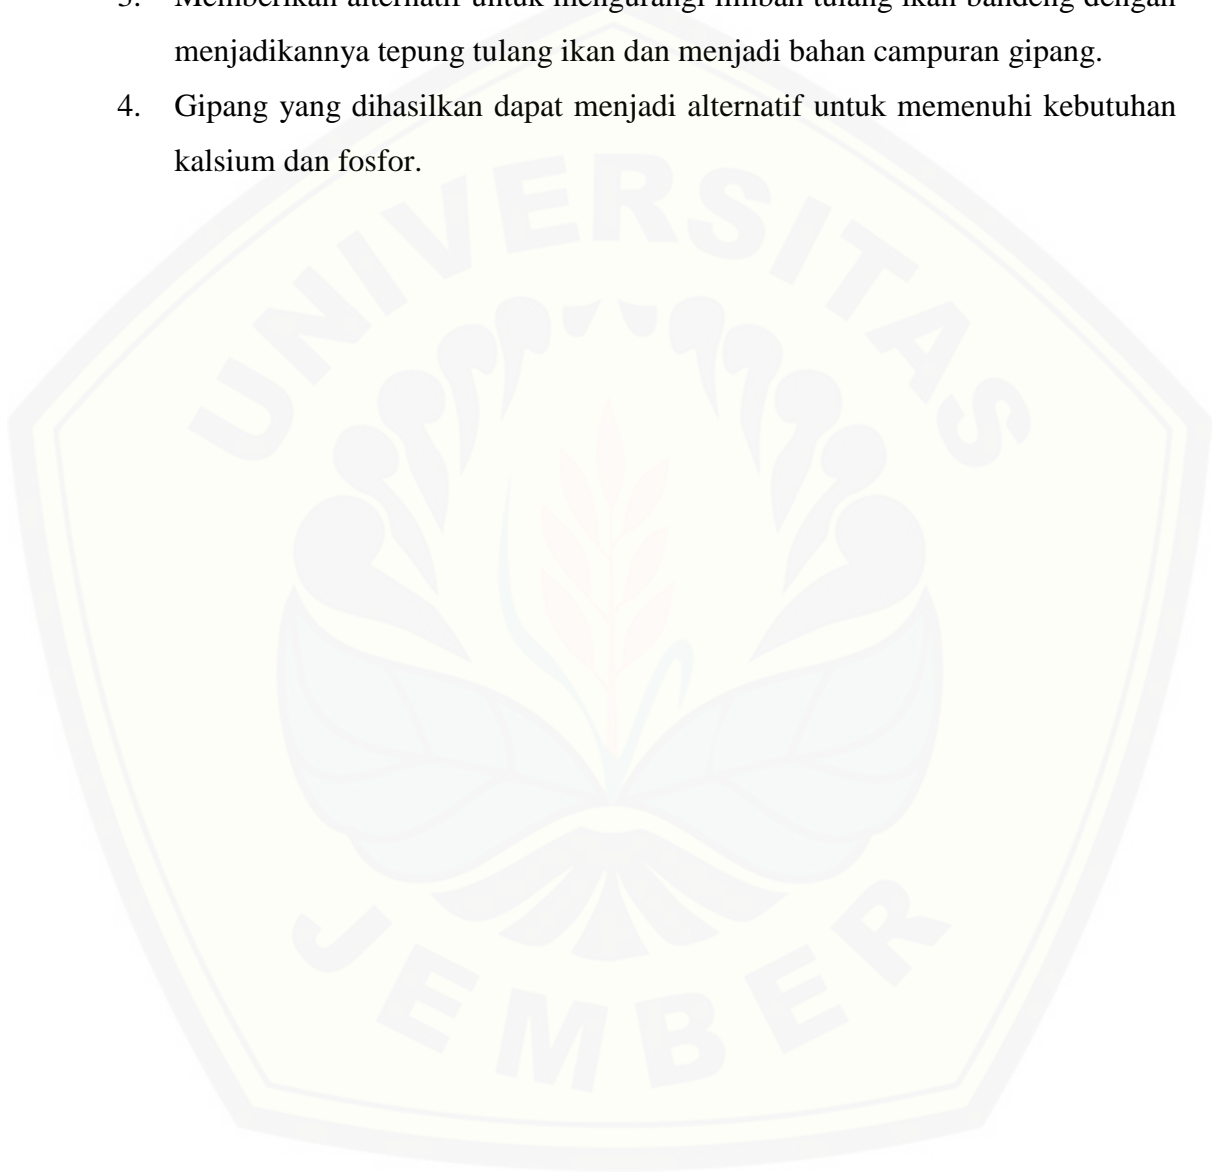 3. Memberikan alternatif untuk mengurangi limbah tulang ikan bandeng dengan
menjadikannya tepung tulang ikan dan menjadi bahan campuran gipang.
4. Gipang yang dihasilkan dapat menjadi alternatif untuk memenuhi kebutuhan
kalsium dan fosfor.
UNIVERSITAS
JEMBER